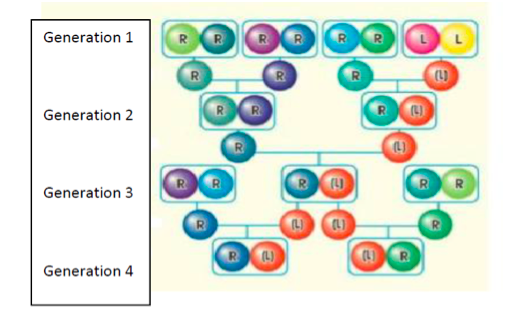 Generation 1
R R R R R R L L
R R R (L)
Generation 2
R R R (L)
R (L)
Generation 3
R R R (L) R R
R (L) (L) R
R (L) (L) R
Generation 4